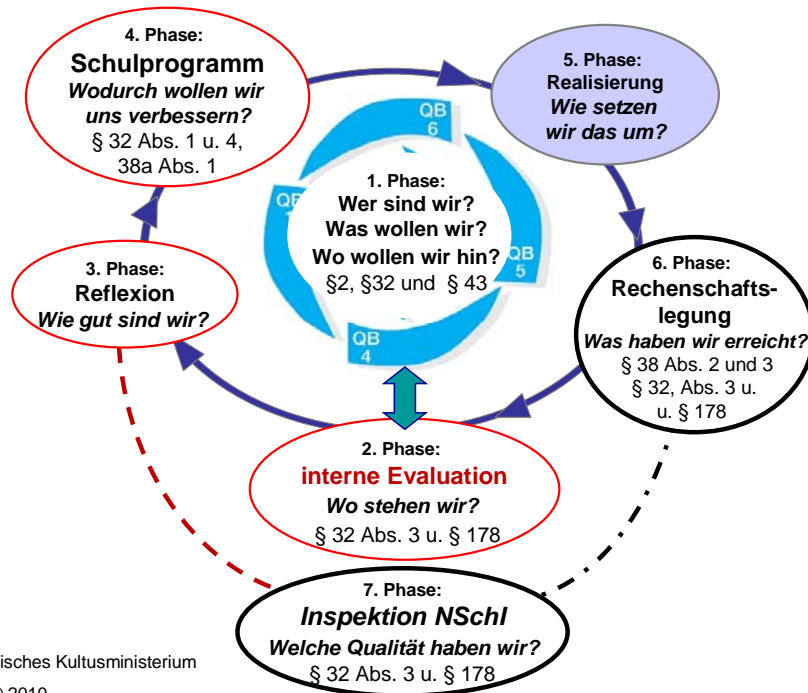 4. Phase:
Schulprogramm
Wodurch wollen wir
uns verbessern?
§ 32 Abs. 1 u. 4,
38a Abs. 1
5. Phase:
Realisierung
Wie setzen
wir das um?
QB
6
1. Phase:
Wer sind wir?
Was wollen wir?
Wo wollen wir hin?
§2, §32 und § 43
QB
5
QB
4
3. Phase:
Reflexion
Wie gut sind wir?
6. Phase:
Rechenschafts-
legung
Was haben wir erreicht?
§ 38 Abs. 2 und 3
§ 32, Abs. 3 u.
u. § 178
2. Phase:
interne Evaluation
Wo stehen wir?
§ 32 Abs. 3 u. § 178
7. Phase:
Inspektion NSchI
Welche Qualität haben wir?
§ 32 Abs. 3 u. § 178
isches Kultusministerium
2010